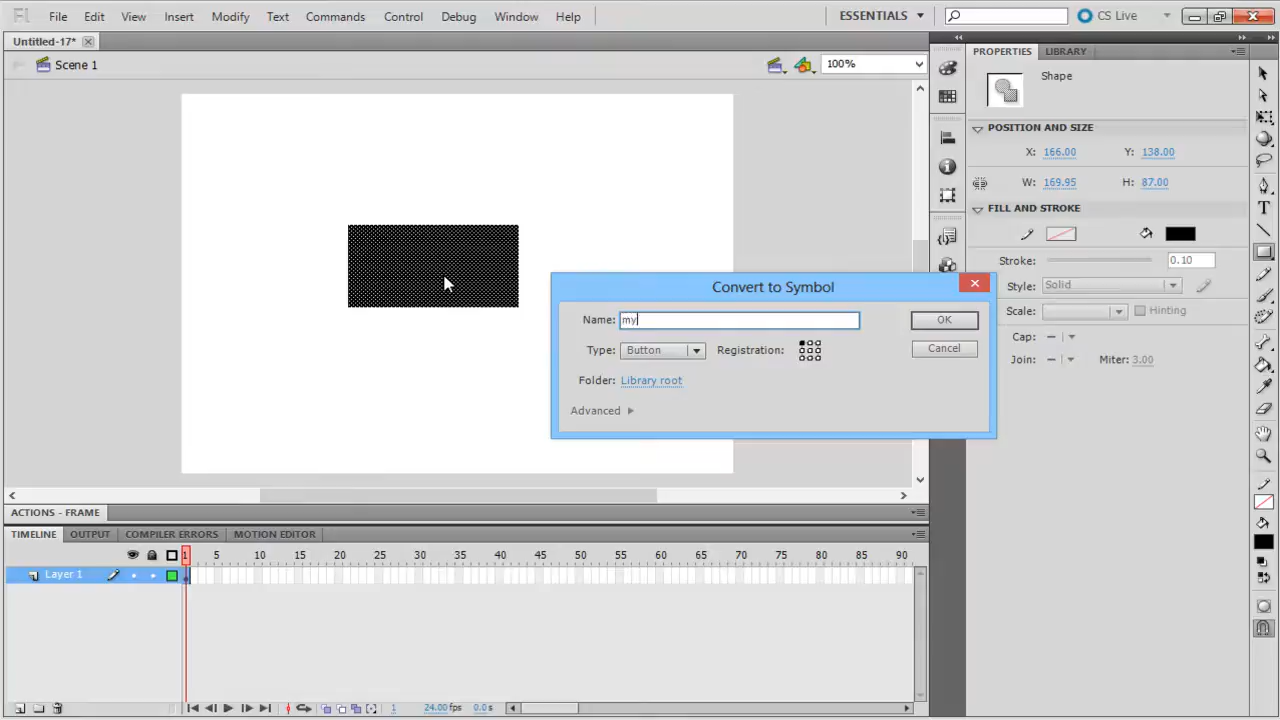 Fl File Edit View Insert Modify Text Commands Control Debug Window Help ESSENTIALS CS Live
Untitled-17*
Scene 1 100%
PROPERTIES LIBRARY
Shape
POSITION AND SIZE
X: 166.00 Y: 138.00
W: 169.95 H: 87.00
FILL AND STROKE
Stroke: 0.10
Style: Solid
Scale: Hinting
Cap:
Join: Miter: 3.00
Convert to Symbol
Name: my OK
Type: Button Registration: Cancel
Folder: Library root
Advanced
ACTIONS - FRAME
TIMELINE OUTPUT COMPILER ERRORS MOTION EDITOR
1 5 10 15 20 25 30 35 40 45 50 55 60 65 70 75 80 85 90
Layer 1
1 24.00 fps 0.0 s